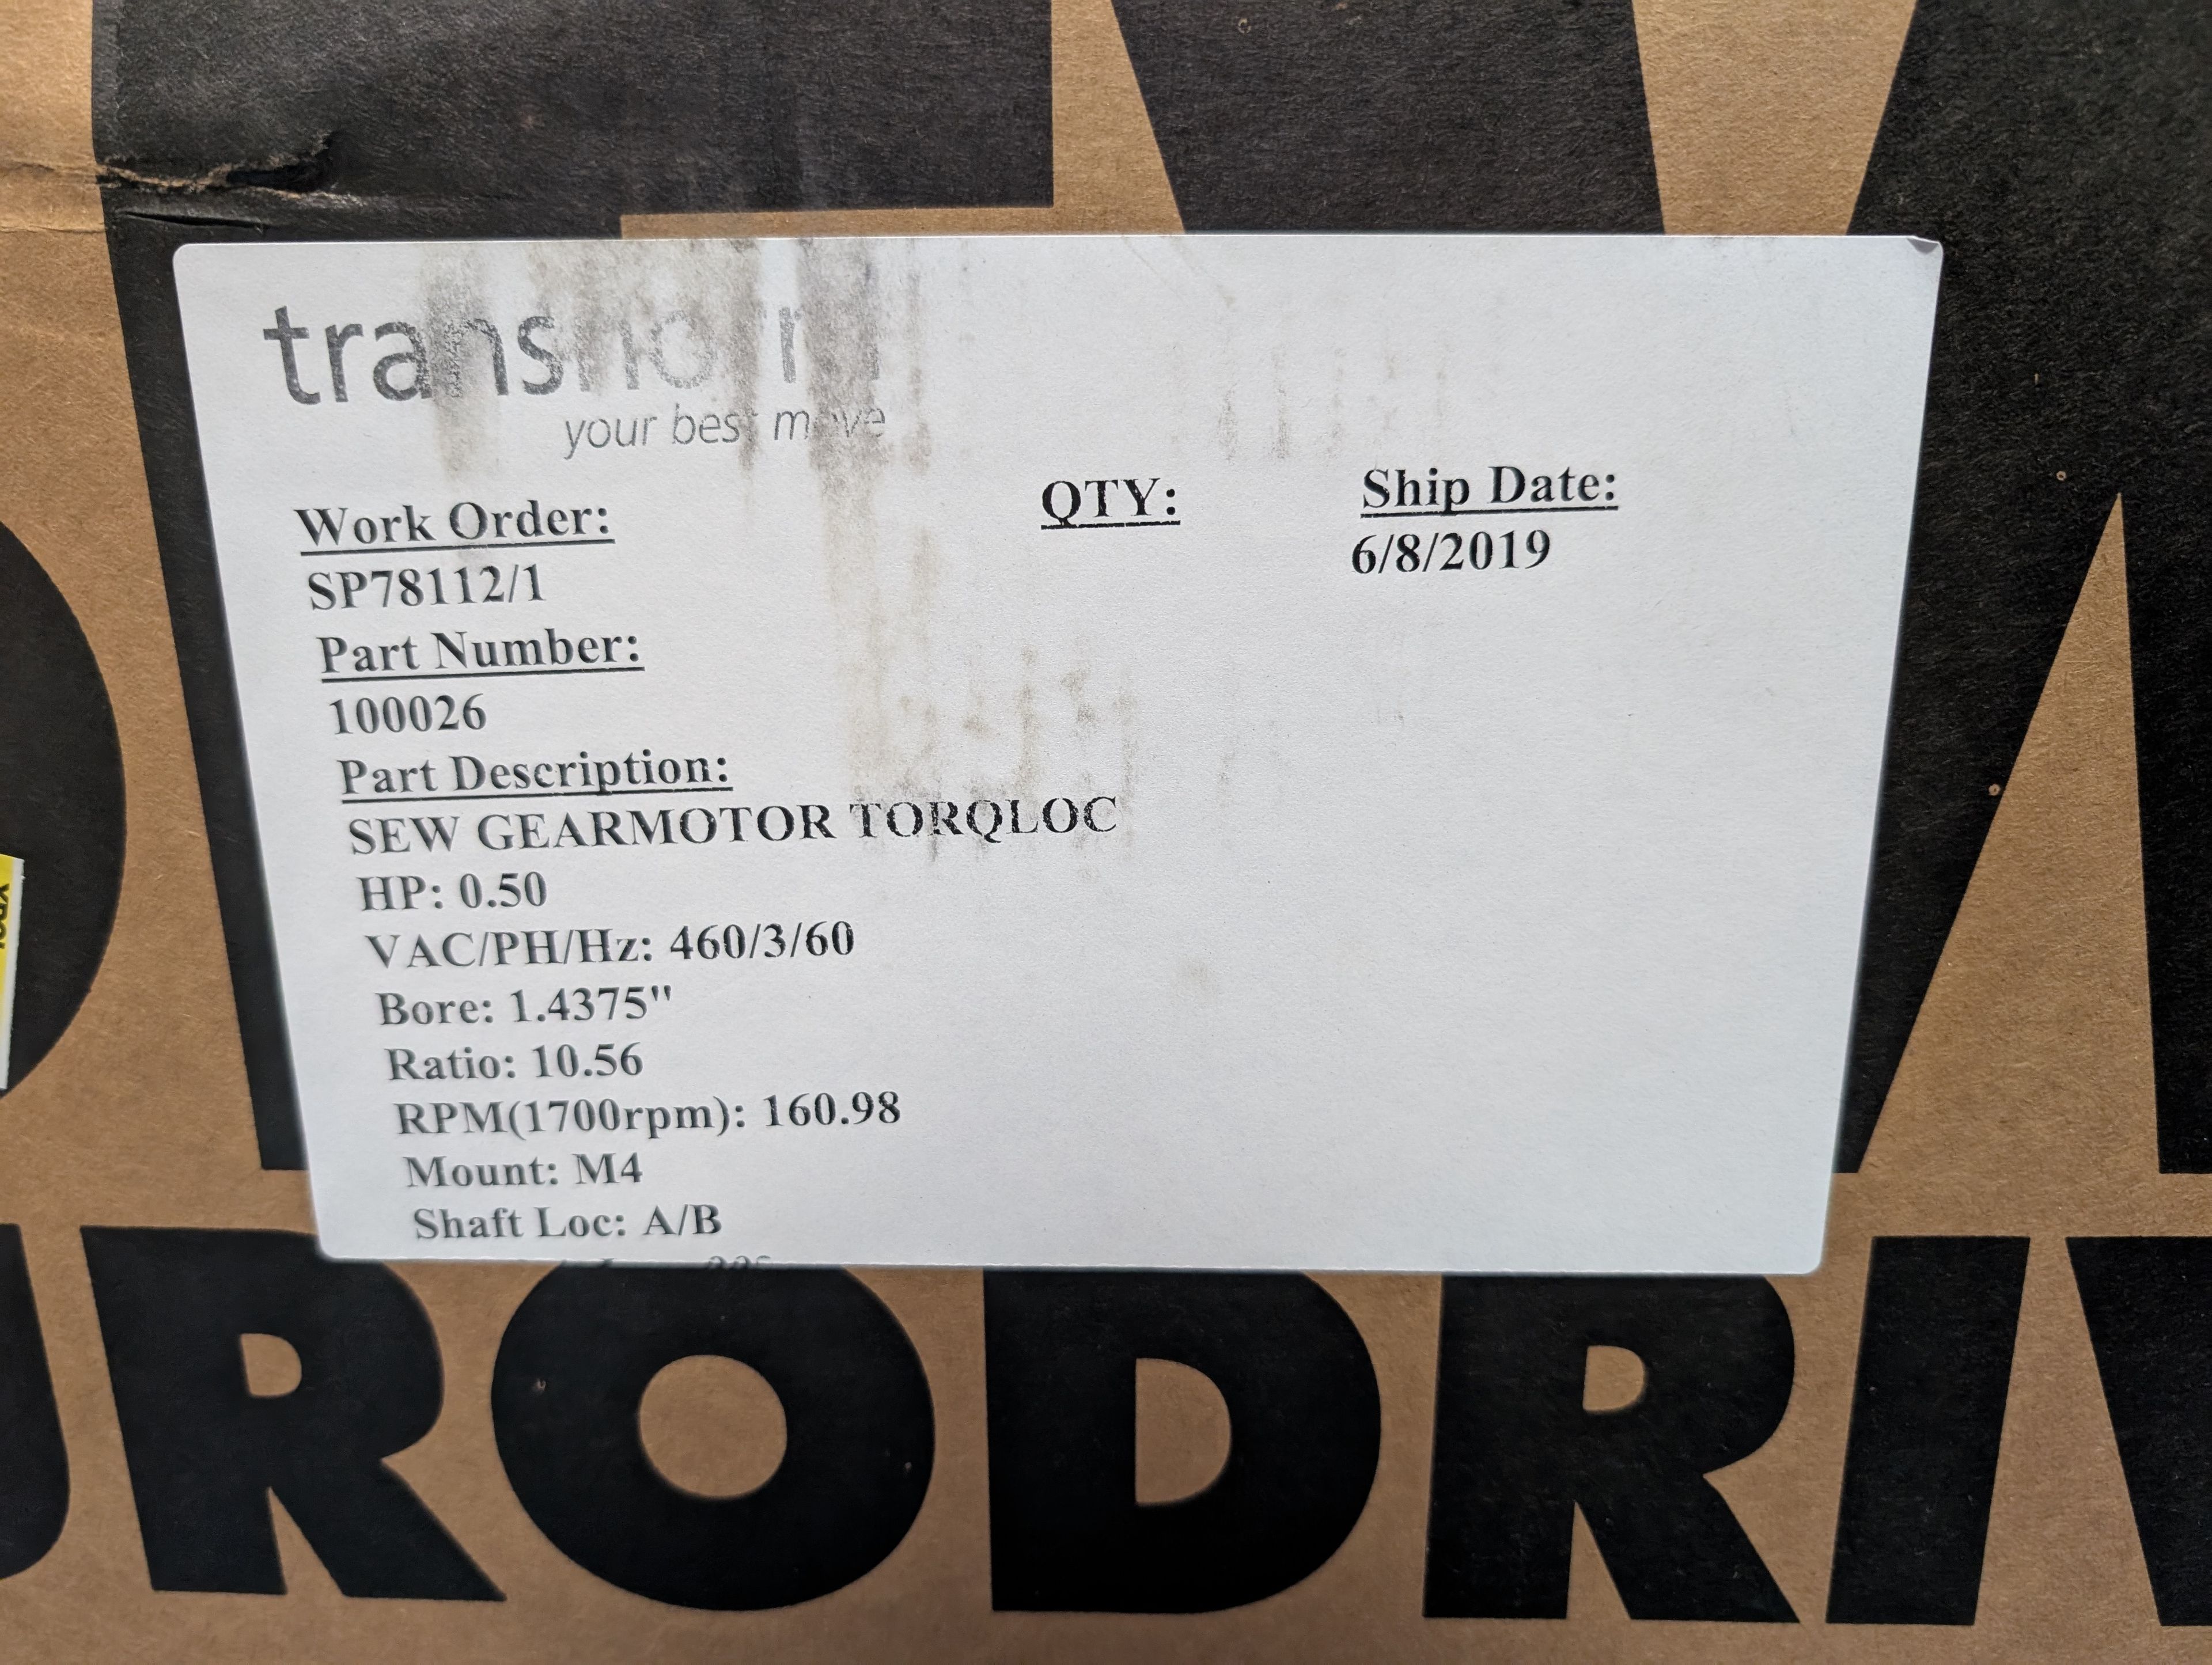 transnorm
your best move
Work Order:
QTY:
Ship Date:
SP78112/1
6/8/2019
Part Number:
100026
Part Description:
SEW GEARMOTOR TORQLOC
HP: 0.50
VAC/PH/Hz: 460/3/60
Bore: 1.4375"
Ratio: 10.56
RPM(1700rpm): 160.98
Mount: M4
Shaft Loc: A/B
URODRIV